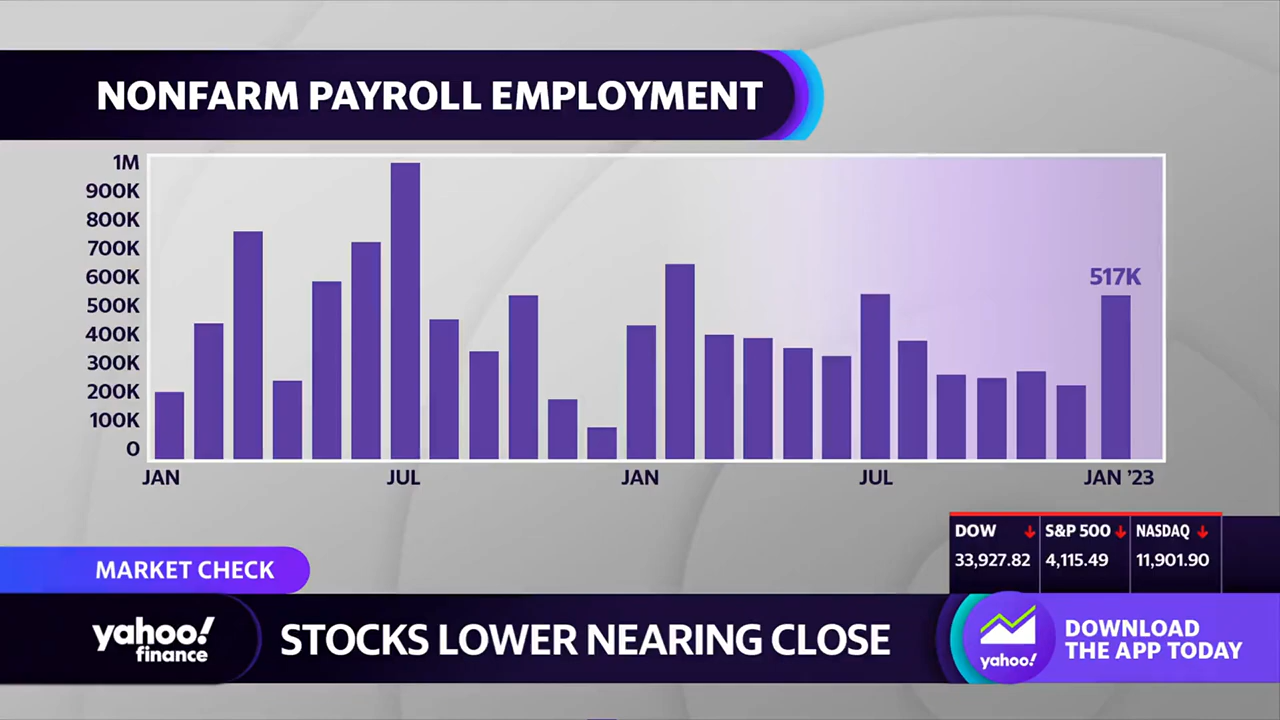 NONFARM PAYROLL EMPLOYMENT
1M
900K
800K
700K
600K
500K
400K
300K
200K
100K
0
517K
JAN JUL JAN JUL JAN ’23
DOW S&P 500 NASDAQ
33,927.82 4,115.49 11,901.90
MARKET CHECK
yahoo!
finance
STOCKS LOWER NEARING CLOSE
yahoo!
DOWNLOAD
THE APP TODAY